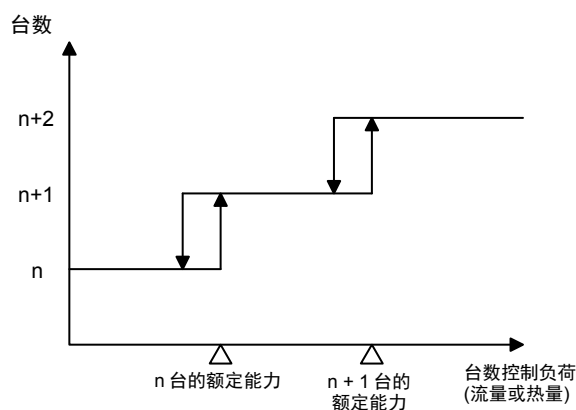 台数
n+2
n+1
n
n 台的额定能力
n + 1 台的
额定能力
台数控制负荷
(流量或热量)